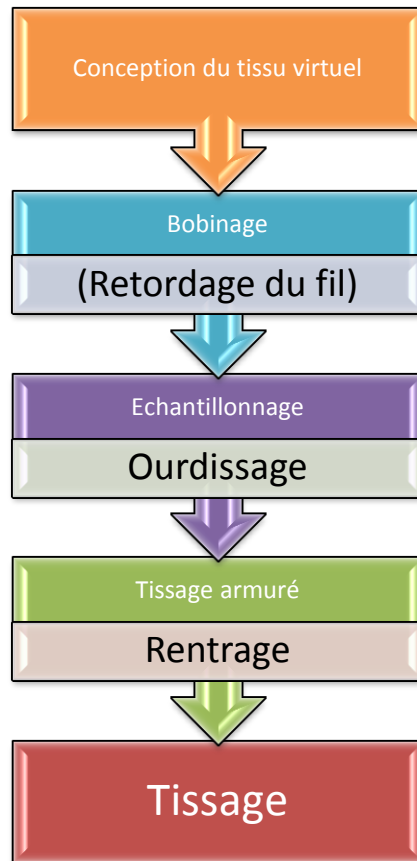 Conception du tissu virtuel
Bobinage
(Retordage du fil)
Echantillonnage
Ourdissage
Tissage armuré
Rentrage
Tissage